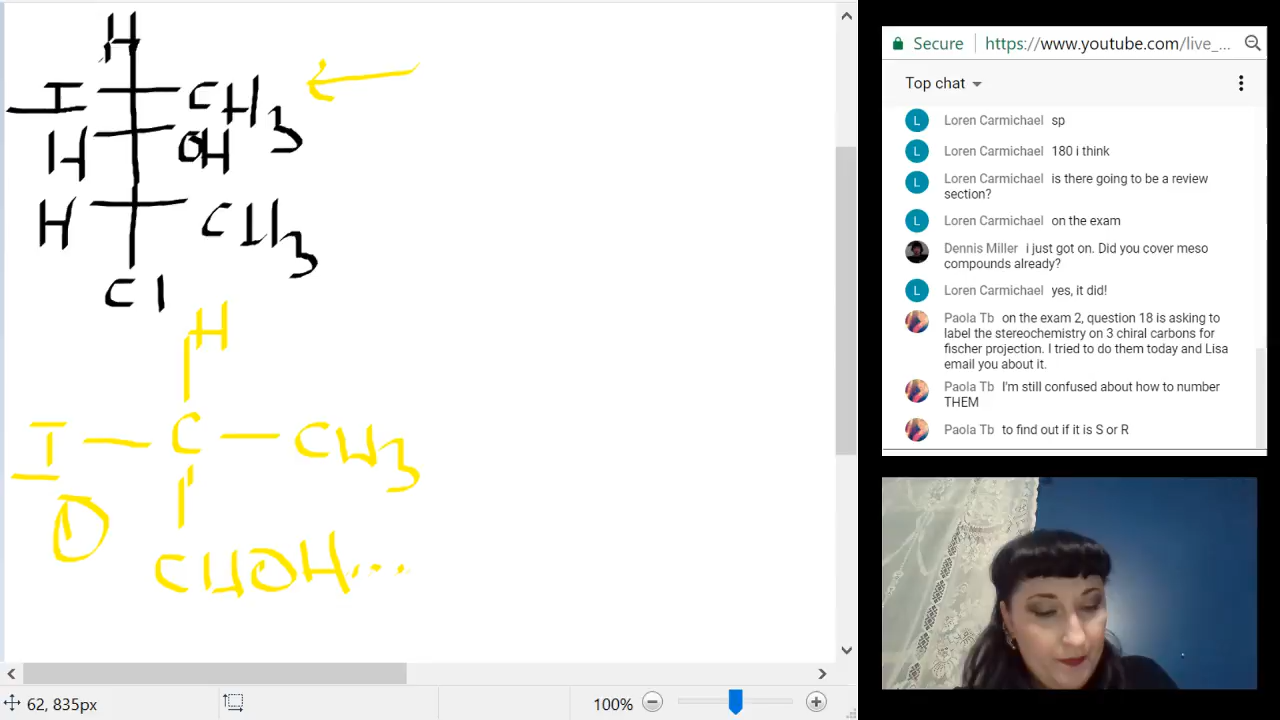 H
I CH3
H OH
H CH3
Cl
H
I — C — CH3
1
CHOH...
62, 835px
100%
Secure https://www.youtube.com/live_...
Top chat
L Loren Carmichael sp
L Loren Carmichael 180 i think
L Loren Carmichael is there going to be a review
section?
L Loren Carmichael on the exam
Dennis Miller i just got on. Did you cover meso
compounds already?
L Loren Carmichael yes, it did!
Paola Tb on the exam 2, question 18 is asking to
label the stereochemistry on 3 chiral carbons for
fischer projection. I tried to do them today and Lisa
email you about it.
Paola Tb I'm still confused about how to number
THEM
Paola Tb to find out if it is S or R